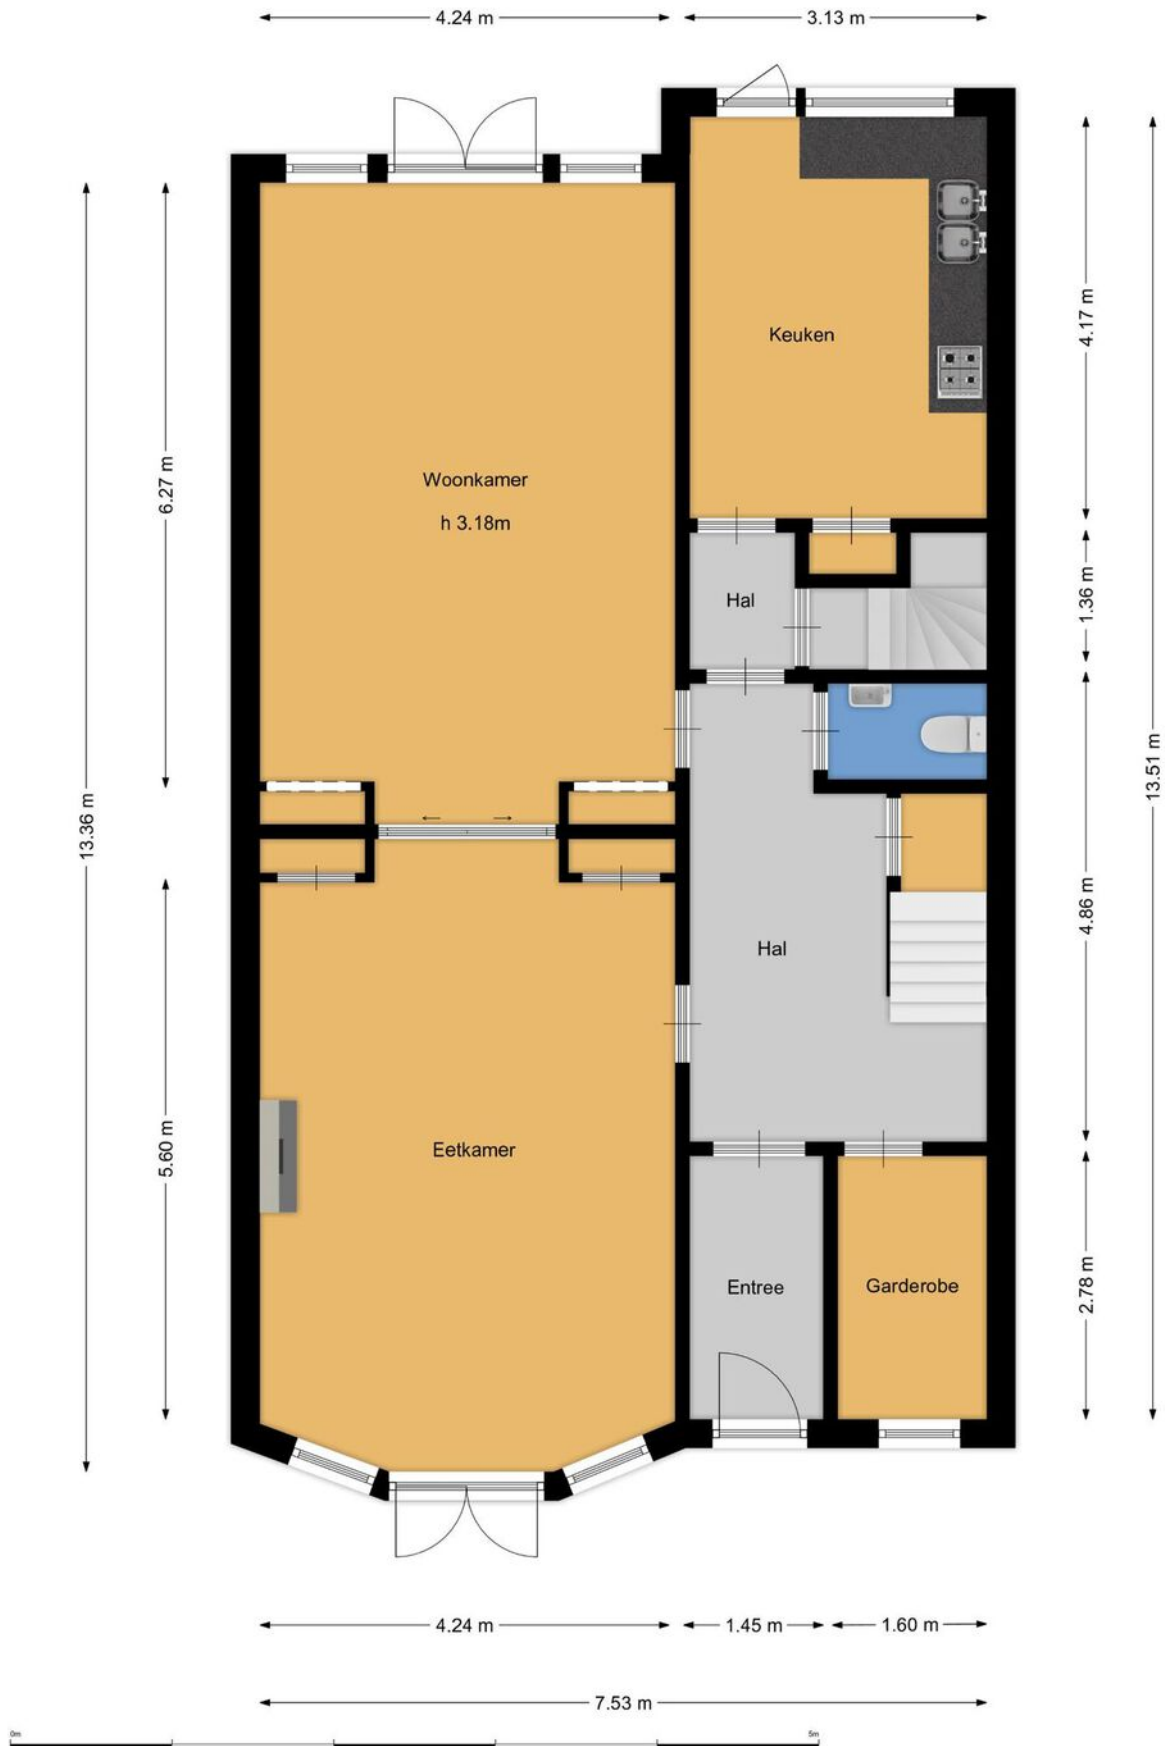 4.24 m
3.13 m
Keuken
4.17 m
6.27 m
Woonkamer
h 3.18m
Hal
1.36 m
13.51 m
13.36 m
4.86 m
Hal
5.60 m
Eetkamer
Entree
Garderobe
2.78 m
4.24 m
1.45 m
1.60 m
7.53 m
0m
5m